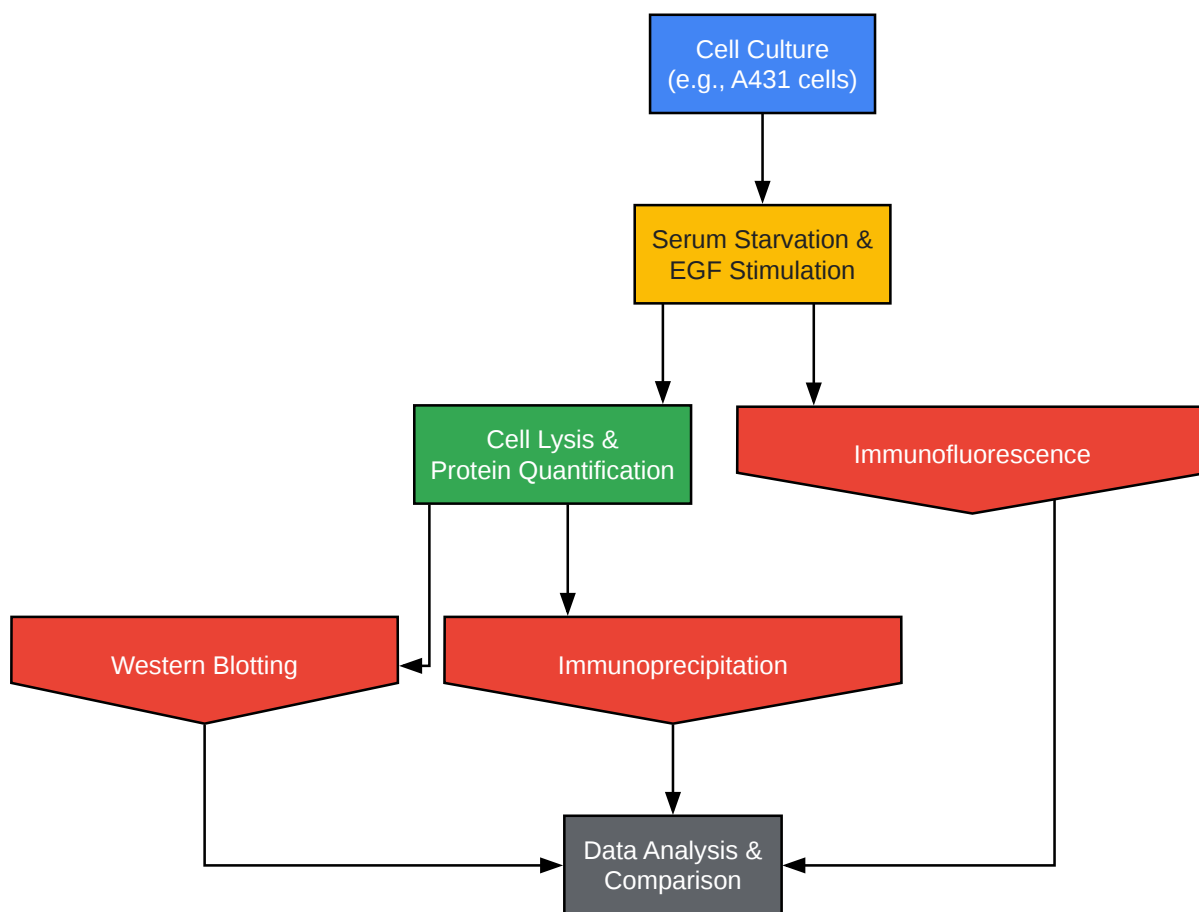 Cell Culture
(e.g., A431 cells)
Serum Starvation &
EGF Stimulation
Cell Lysis &
Protein Quantification
Immunofluorescence
Western Blotting
Immunoprecipitation
Data Analysis &
Comparison